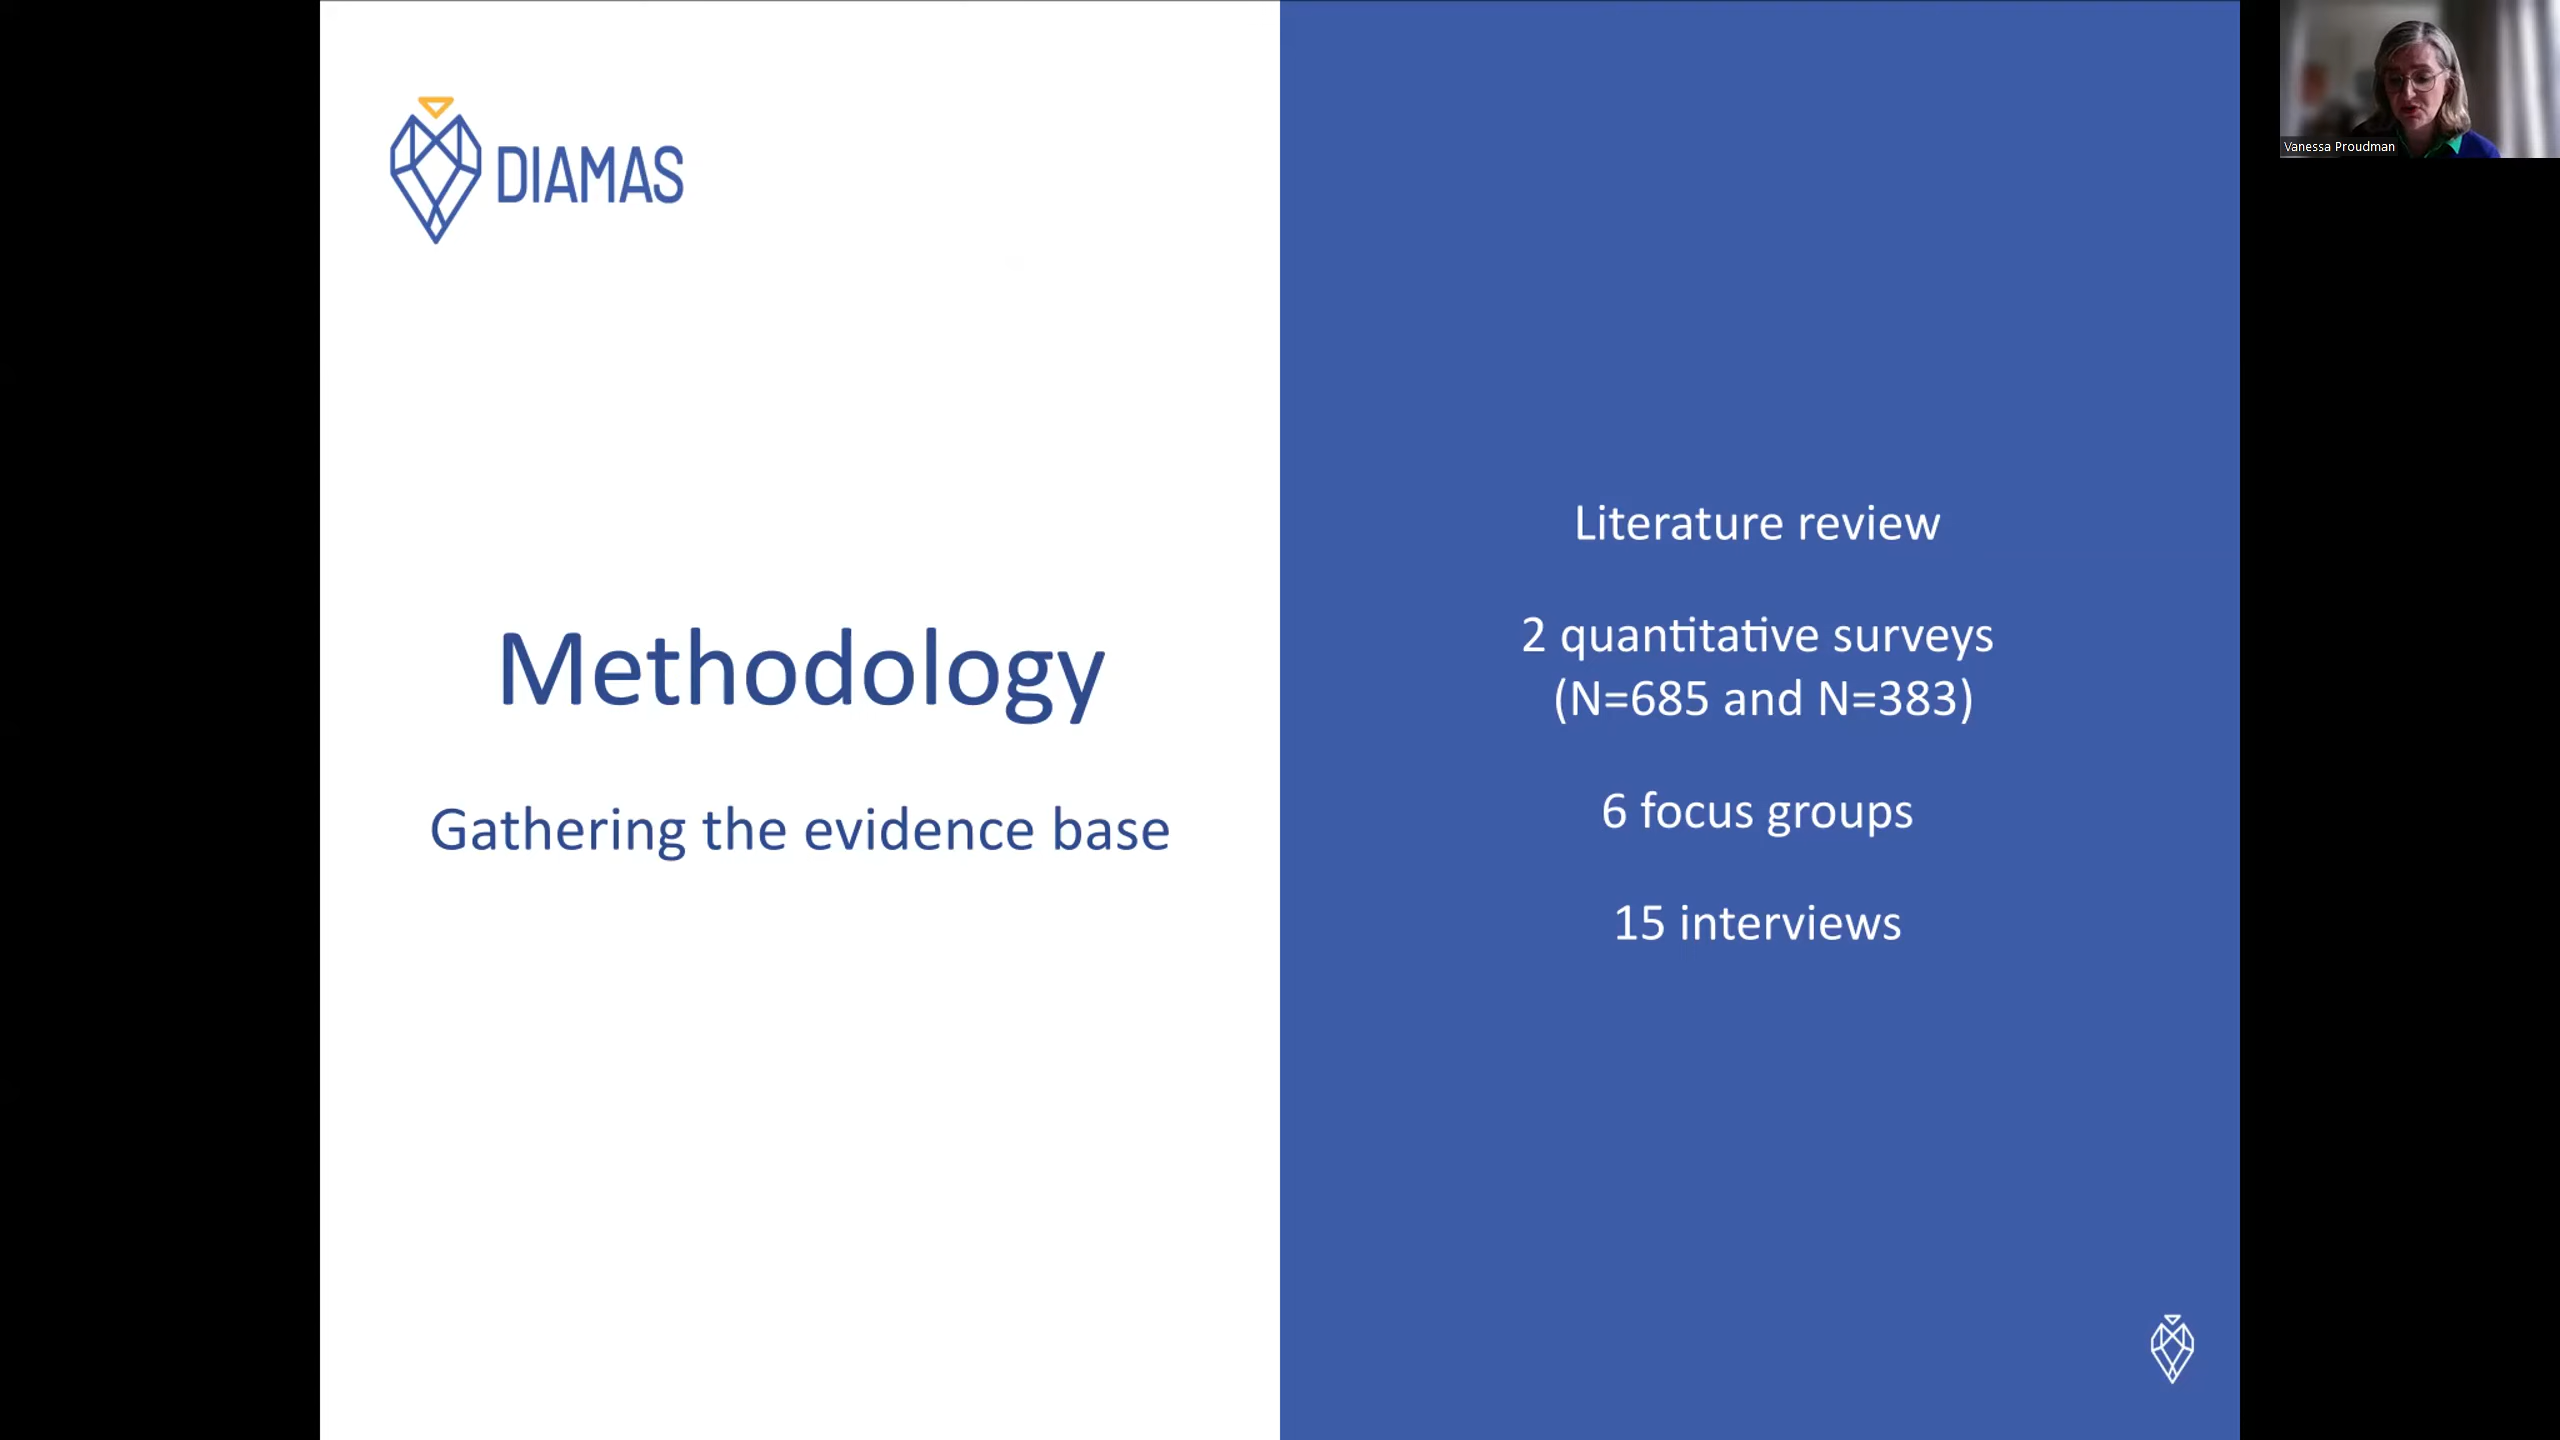 DIAMAS
Methodology
Gathering the evidence base
Literature review
2 quantitative surveys
(N=685 and N=383)
6 focus groups
15 interviews
Vanessa Proudman